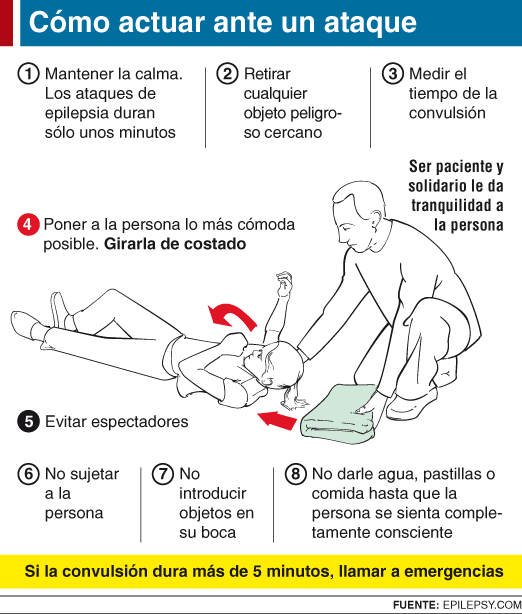 Cómo actuar ante un ataque
1 Mantener la calma.
Los ataques de
epilepsia duran
sólo unos minutos
2 Retirar
cualquier
objeto peligro-
so cercano
3 Medir el
tiempo de la
convulsión
Ser paciente y
solidario le da
tranquilidad a
la persona
4 Poner a la persona lo más cómoda
posible. Girarla de costado
5 Evitar espectadores
6 No sujetar
a la
persona
7 No
introducir
objetos en
su boca
8 No darle agua, pastillas o
comida hasta que la
persona se sienta comple-
tamente consciente
Si la convulsión dura más de 5 minutos, llamar a emergencias
FUENTE: EPILEPSY.COM